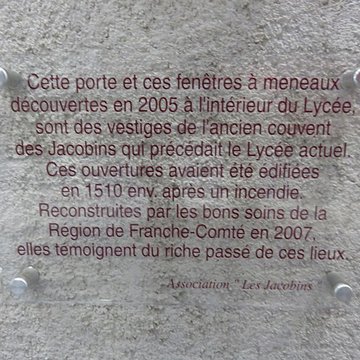 Cette porte et ces fenêtres à meneaux
découvertes en 2005 à l'intérieur du Lycée,
sont des vestiges de l'ancien couvent
des Jacobins qui précédait le Lycée actuel.
Ces ouvertures avaient été édifiées
en 1510 env. après un incendie.
Reconstruites par les bons soins de la
Région de Franche-Comté en 2007,
elles témoignent du riche passé de ces lieux.
Association " Les Jacobins